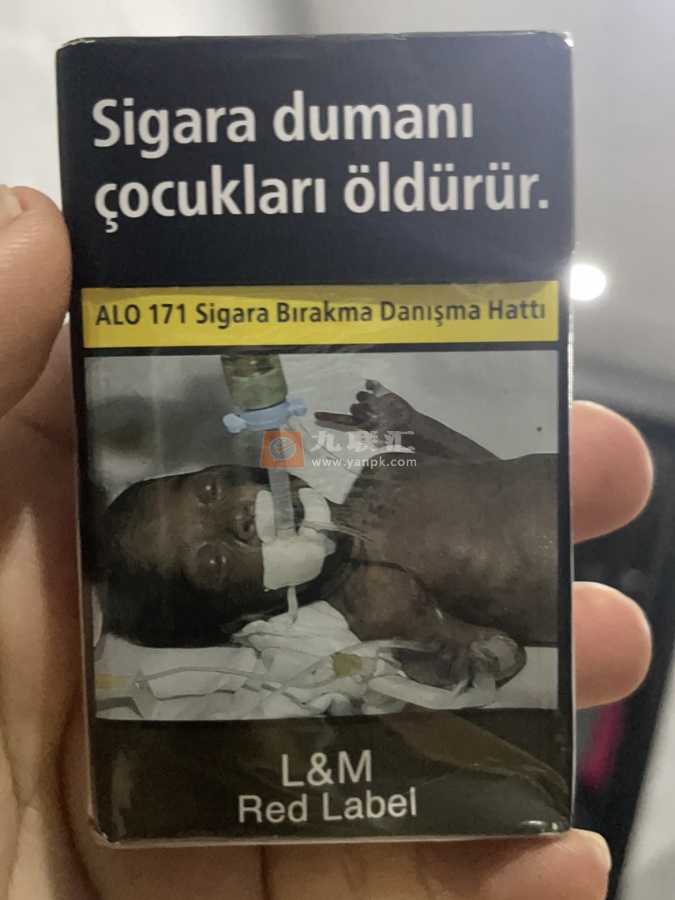 Sigara dumanı
çocukları öldürür.
ALO 171 Sigara Bırakma Danışma Hattı
九联汇
www.yanpk.com
L&M
Red Label